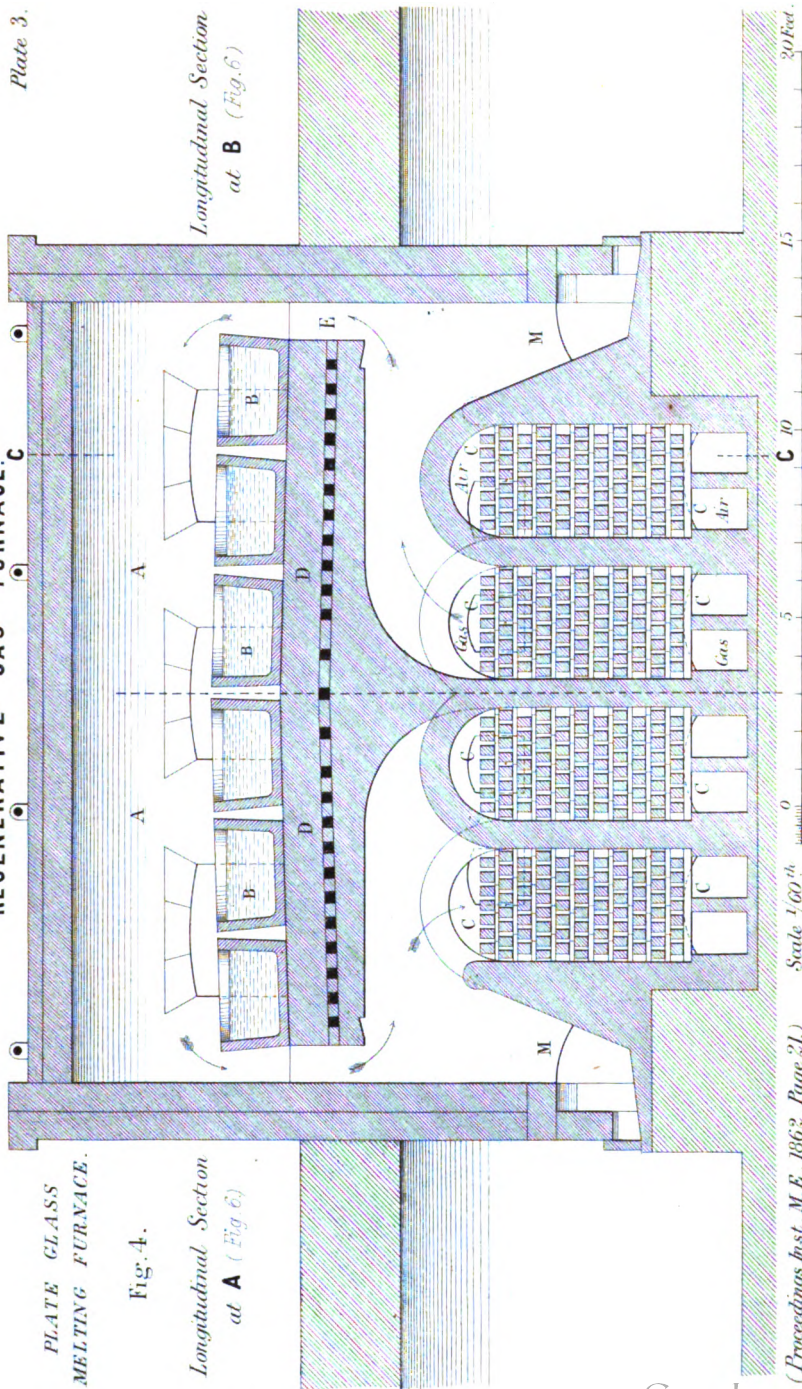 Plate 3.
REGENERATIVE GAS FURNACE.
PLATE GLASS
MELTING FURNACE.
Fig. 4.
Longitudinal Section
at A (Fig. 6)
Longitudinal Section
at B (Fig. 6)
C
A
A
B
B
B
D
D
E
M
M
C
C
Gas C
Air C
C
C
C
Gas
C
Air
C
(Proceedings Inst. M.E. 1862. Page 21.)
Scale 1/60th
0
5
10
15
20 Feet.